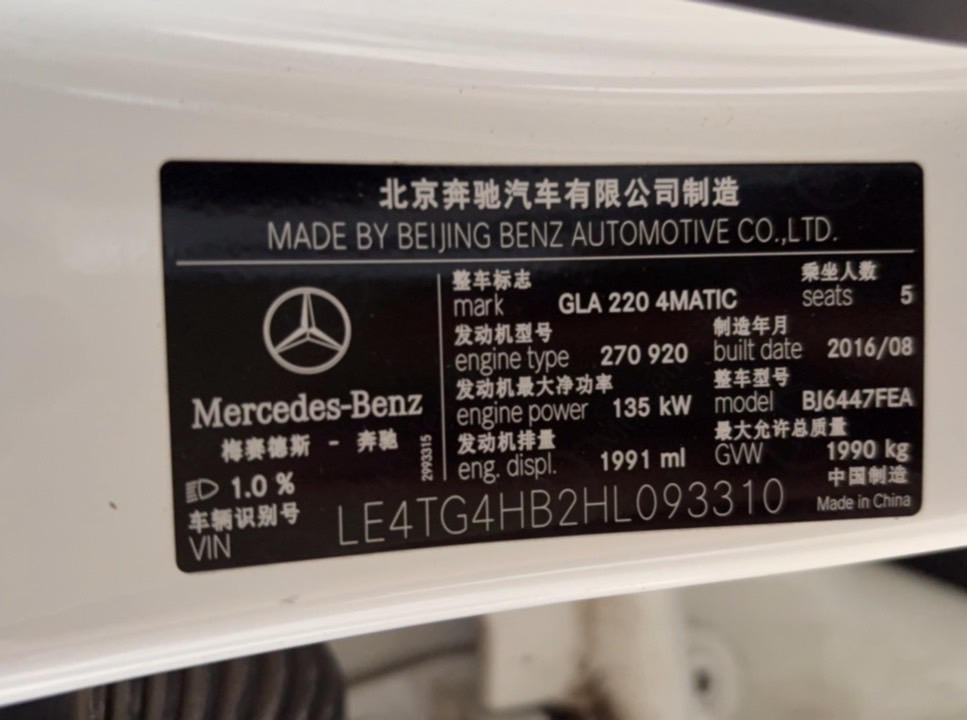 北京奔驰汽车有限公司制造
MADE BY BEIJING BENZ AUTOMOTIVE CO.,LTD.
Mercedes-Benz
梅赛德斯 - 奔驰
1.0 %
2993315
整车标志 乘坐人数
mark GLA 220 4MATIC seats 5
发动机型号 制造年月
engine type 270 920 built date 2016/08
发动机最大净功率 整车型号
engine power 135 kW model BJ6447FEA
发动机排量 最大允许总质量
eng. displ. 1991 ml GVW 1990 kg
车辆识别号 中国制造
VIN LE4TG4HB2HL093310 Made in China